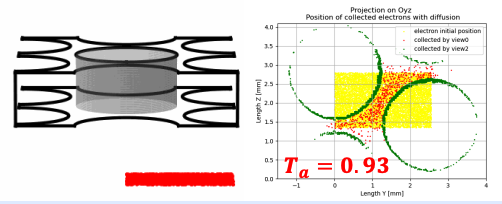 Projection on Oyz
Position of collected electrons with diffusion
electron initial position
collected by view0
collected by view2
Length Z [mm]
4.0
3.5
3.0
2.5
2.0
1.5
1.0
0.5
0.0
T_a = 0.93
−1 0 1 2 3 4
Length Y [mm]